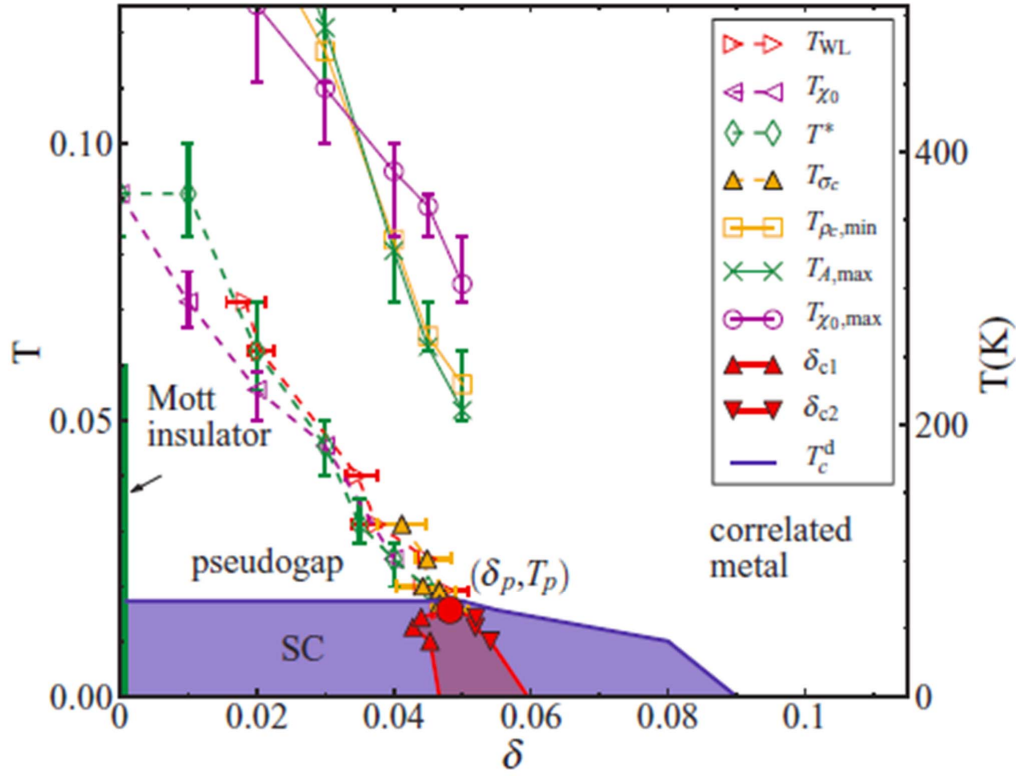 T
0.10
0.05
0.00
0
0.02
0.04
0.06
0.08
0.1
δ
T(K)
400
200
0
Mott
insulator
pseudogap
SC
(δp,Tp)
correlated
metal
TWL
Tχ0
T*
Tσc
Tρc,min
TA,max
Tχ0,max
δc1
δc2
Tcd